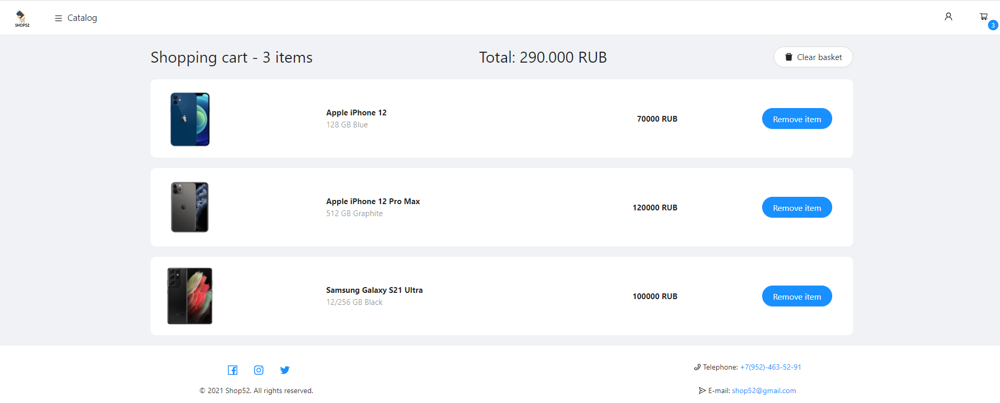 SHOP52
Catalog
3
Shopping cart - 3 items
Total: 290.000 RUB
Clear basket
Apple iPhone 12
128 GB Blue
70000 RUB
Remove item
Apple iPhone 12 Pro Max
512 GB Graphite
120000 RUB
Remove item
Samsung Galaxy S21 Ultra
12/256 GB Black
100000 RUB
Remove item
Telephone: +7(952)-463-52-91
© 2021 Shop52. All rights reserved.
E-mail: shop52@gmail.com